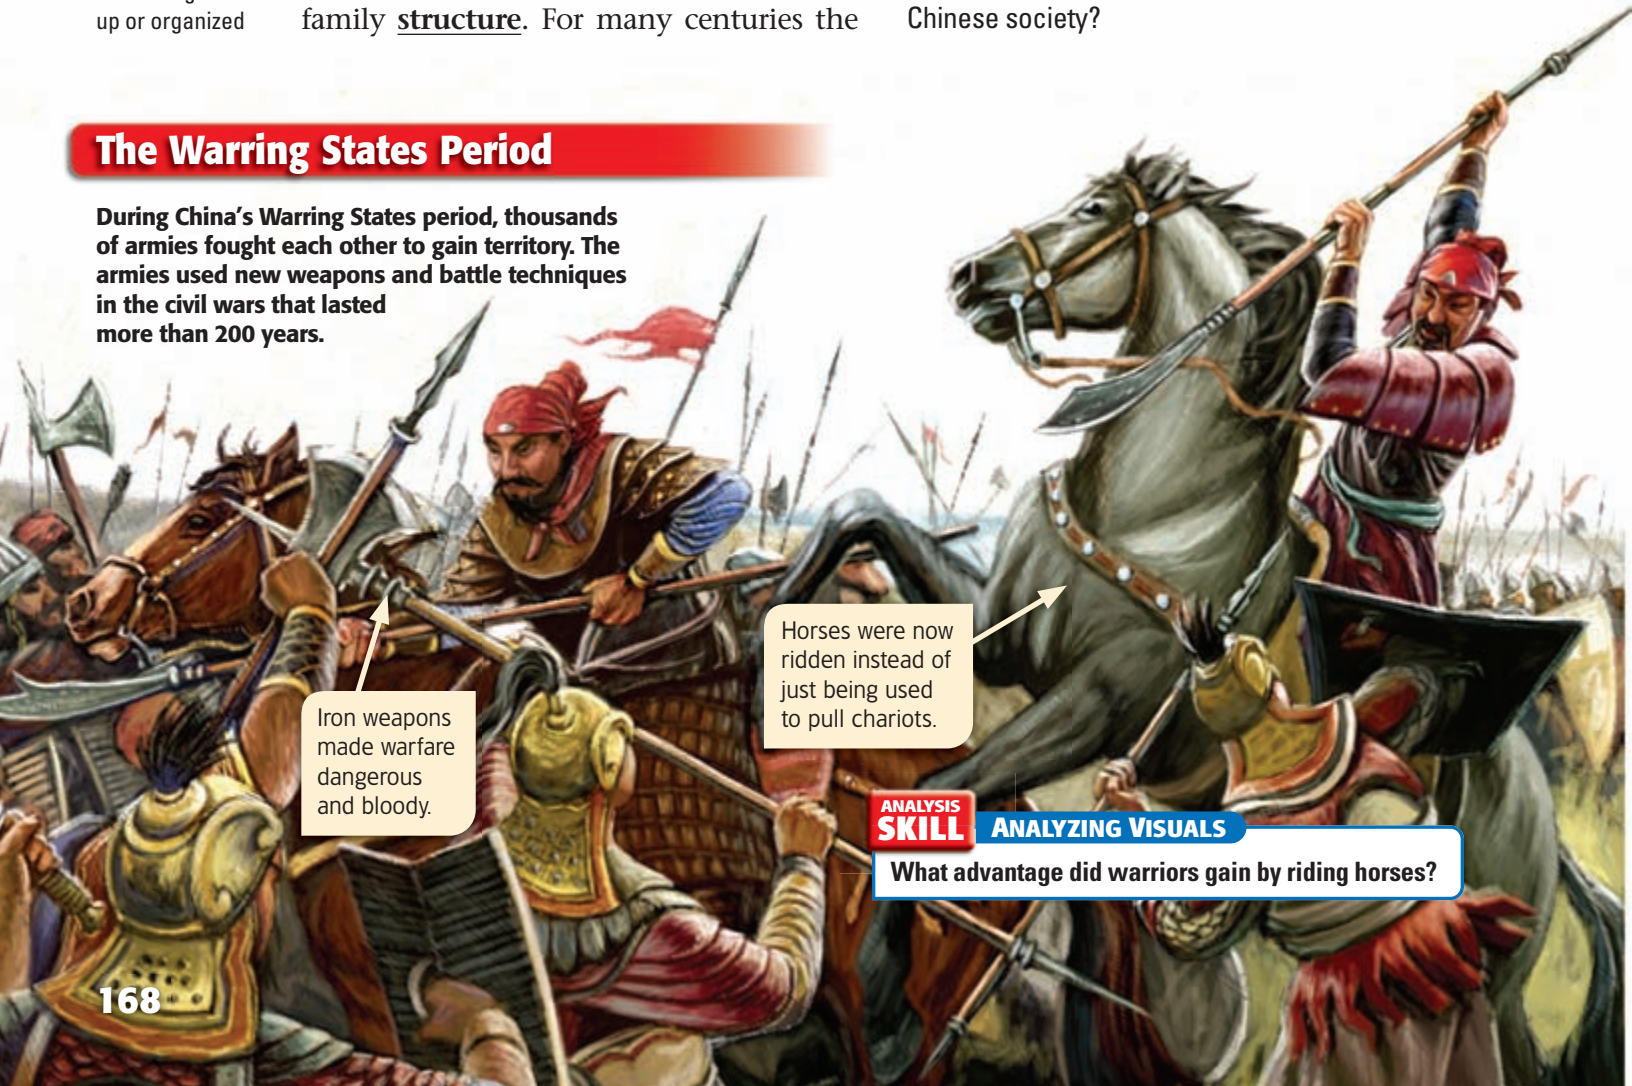 up or organized
family structure. For many centuries the
Chinese society?
The Warring States Period
During China's Warring States period, thousands
of armies fought each other to gain territory. The
armies used new weapons and battle techniques
in the civil wars that lasted
more than 200 years.
Iron weapons
made warfare
dangerous
and bloody.
Horses were now
ridden instead of
just being used
to pull chariots.
ANALYSIS
SKILL
ANALYZING VISUALS
What advantage did warriors gain by riding horses?
168